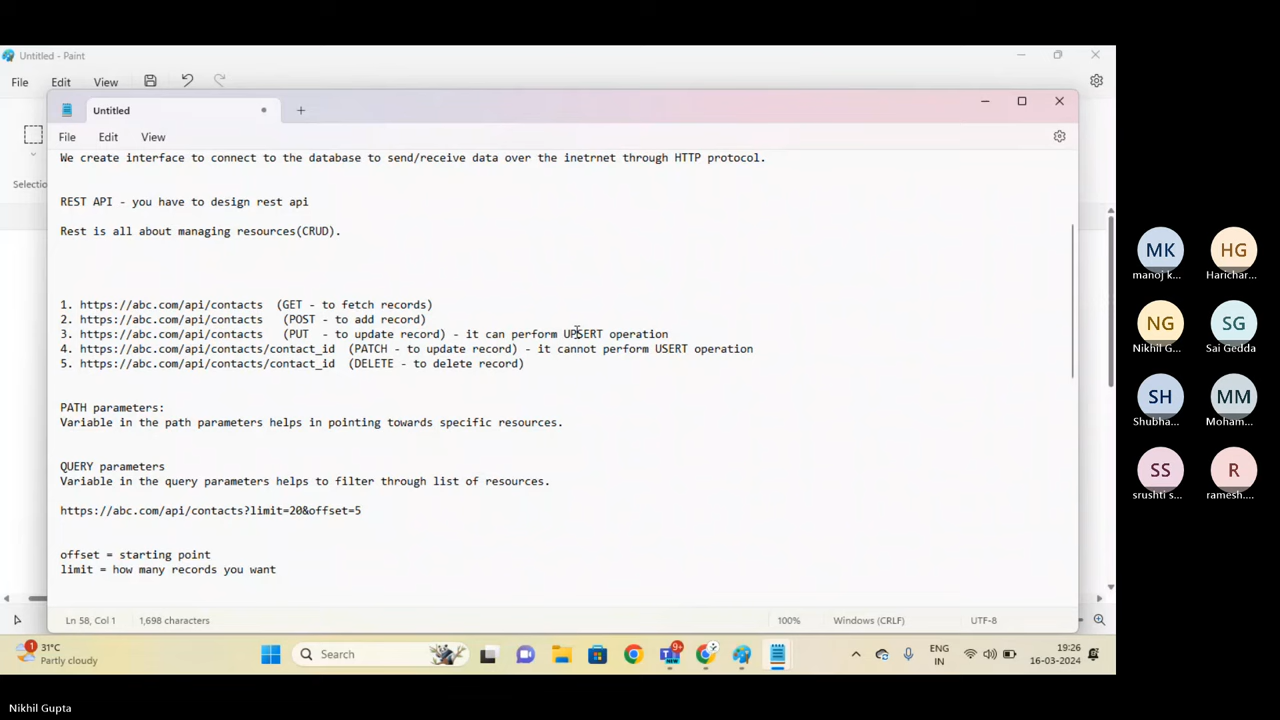 Untitled - Paint
File Edit View
Untitled
File Edit View
Selectio
We create interface to connect to the database to send/receive data over the inetrnet through HTTP protocol.
REST API - you have to design rest api
Rest is all about managing resources(CRUD).
1. https://abc.com/api/contacts (GET - to fetch records)
2. https://abc.com/api/contacts (POST - to add record)
3. https://abc.com/api/contacts (PUT - to update record) - it can perform UPSERT operation
4. https://abc.com/api/contacts/contact_id (PATCH - to update record) - it cannot perform USERT operation
5. https://abc.com/api/contacts/contact_id (DELETE - to delete record)
PATH parameters:
Variable in the path parameters helps in pointing towards specific resources.
QUERY parameters
Variable in the query parameters helps to filter through list of resources.
https://abc.com/api/contacts?limit=20&offset=5
offset = starting point
limit = how many records you want
Ln 58, Col 1 1,698 characters 100% Windows (CRLF) UTF-8
MK HG
manoj k... Harichar...
NG SG
Nikhil G... Sai Gedda
SH MM
Shubha... Moham...
SS R
srushti s... ramesh....
1 31°C
Partly cloudy
Search
9+
NEW
ENG
IN
19:26
16-03-2024
Nikhil Gupta